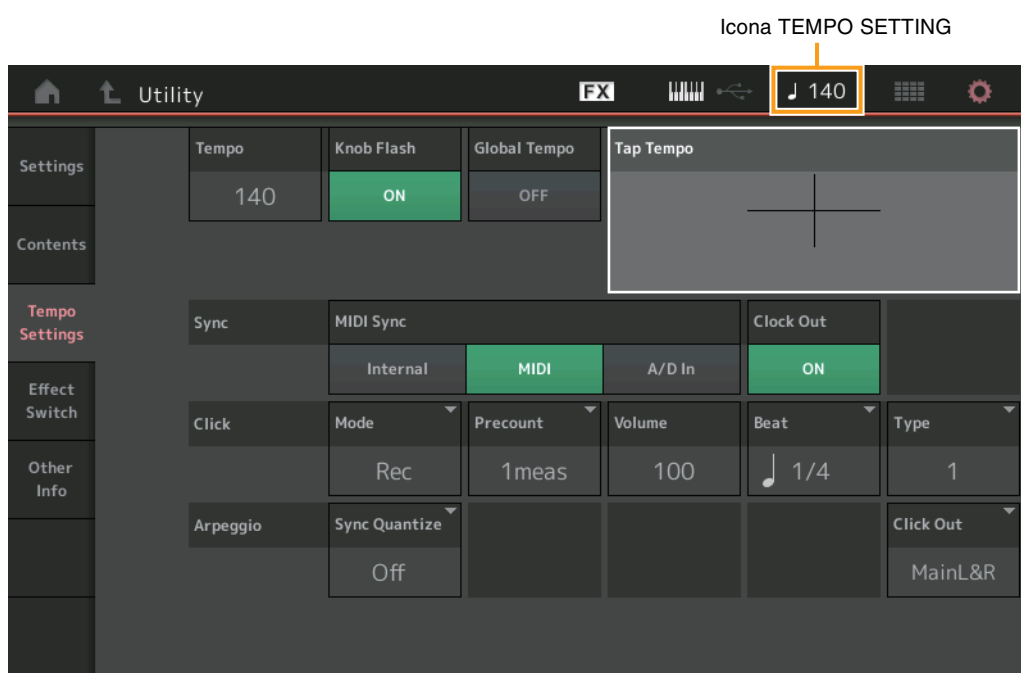 Icona TEMPO SETTING
Utility
FX
♩ 140
Settings
Contents
Tempo
Settings
Effect
Switch
Other
Info
Tempo
140
Knob Flash
ON
Global Tempo
OFF
Tap Tempo
Sync
MIDI Sync
Internal
MIDI
A/D In
Clock Out
ON
Click
Mode
Rec
Precount
1meas
Volume
100
Beat
♩ 1/4
Type
1
Arpeggio
Sync Quantize
Off
Click Out
MainL&R